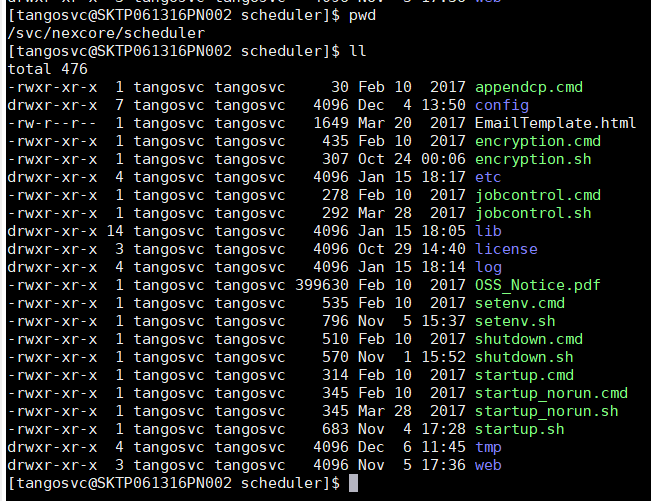 [tangosvc@SKTP061316PN002 scheduler]$ pwd
/svc/nexcore/scheduler
[tangosvc@SKTP061316PN002 scheduler]$ ll
total 476
-rwxr-xr-x  1 tangosvc tangosvc     30 Feb 10  2017 appendcp.cmd
drwxr-xr-x  7 tangosvc tangosvc   4096 Dec  4 13:50 config
-rw-r--r--  1 tangosvc tangosvc   1649 Mar 20  2017 EmailTemplate.html
-rwxr-xr-x  1 tangosvc tangosvc    435 Feb 10  2017 encryption.cmd
-rwxr-xr-x  1 tangosvc tangosvc    307 Oct 24 00:06 encryption.sh
drwxr-xr-x  4 tangosvc tangosvc   4096 Jan 15 18:17 etc
-rwxr-xr-x  1 tangosvc tangosvc    278 Feb 10  2017 jobcontrol.cmd
-rwxr-xr-x  1 tangosvc tangosvc    292 Mar 28  2017 jobcontrol.sh
drwxr-xr-x 14 tangosvc tangosvc   4096 Jan 15 18:05 lib
drwxr-xr-x  3 tangosvc tangosvc   4096 Oct 29 14:40 license
drwxr-xr-x  4 tangosvc tangosvc   4096 Jan 15 18:14 log
-rwxr-xr-x  1 tangosvc tangosvc 399630 Feb 10  2017 OSS_Notice.pdf
-rwxr-xr-x  1 tangosvc tangosvc    535 Feb 10  2017 setenv.cmd
-rwxr-xr-x  1 tangosvc tangosvc    796 Nov  5 15:37 setenv.sh
-rwxr-xr-x  1 tangosvc tangosvc    510 Feb 10  2017 shutdown.cmd
-rwxr-xr-x  1 tangosvc tangosvc    570 Nov  1 15:52 shutdown.sh
-rwxr-xr-x  1 tangosvc tangosvc    314 Feb 10  2017 startup.cmd
-rwxr-xr-x  1 tangosvc tangosvc    345 Feb 10  2017 startup_norun.cmd
-rwxr-xr-x  1 tangosvc tangosvc    345 Mar 28  2017 startup_norun.sh
-rwxr-xr-x  1 tangosvc tangosvc    683 Nov  4 17:28 startup.sh
drwxr-xr-x  4 tangosvc tangosvc   4096 Dec  6 11:45 tmp
drwxr-xr-x  3 tangosvc tangosvc   4096 Nov  5 17:36 web
[tangosvc@SKTP061316PN002 scheduler]$